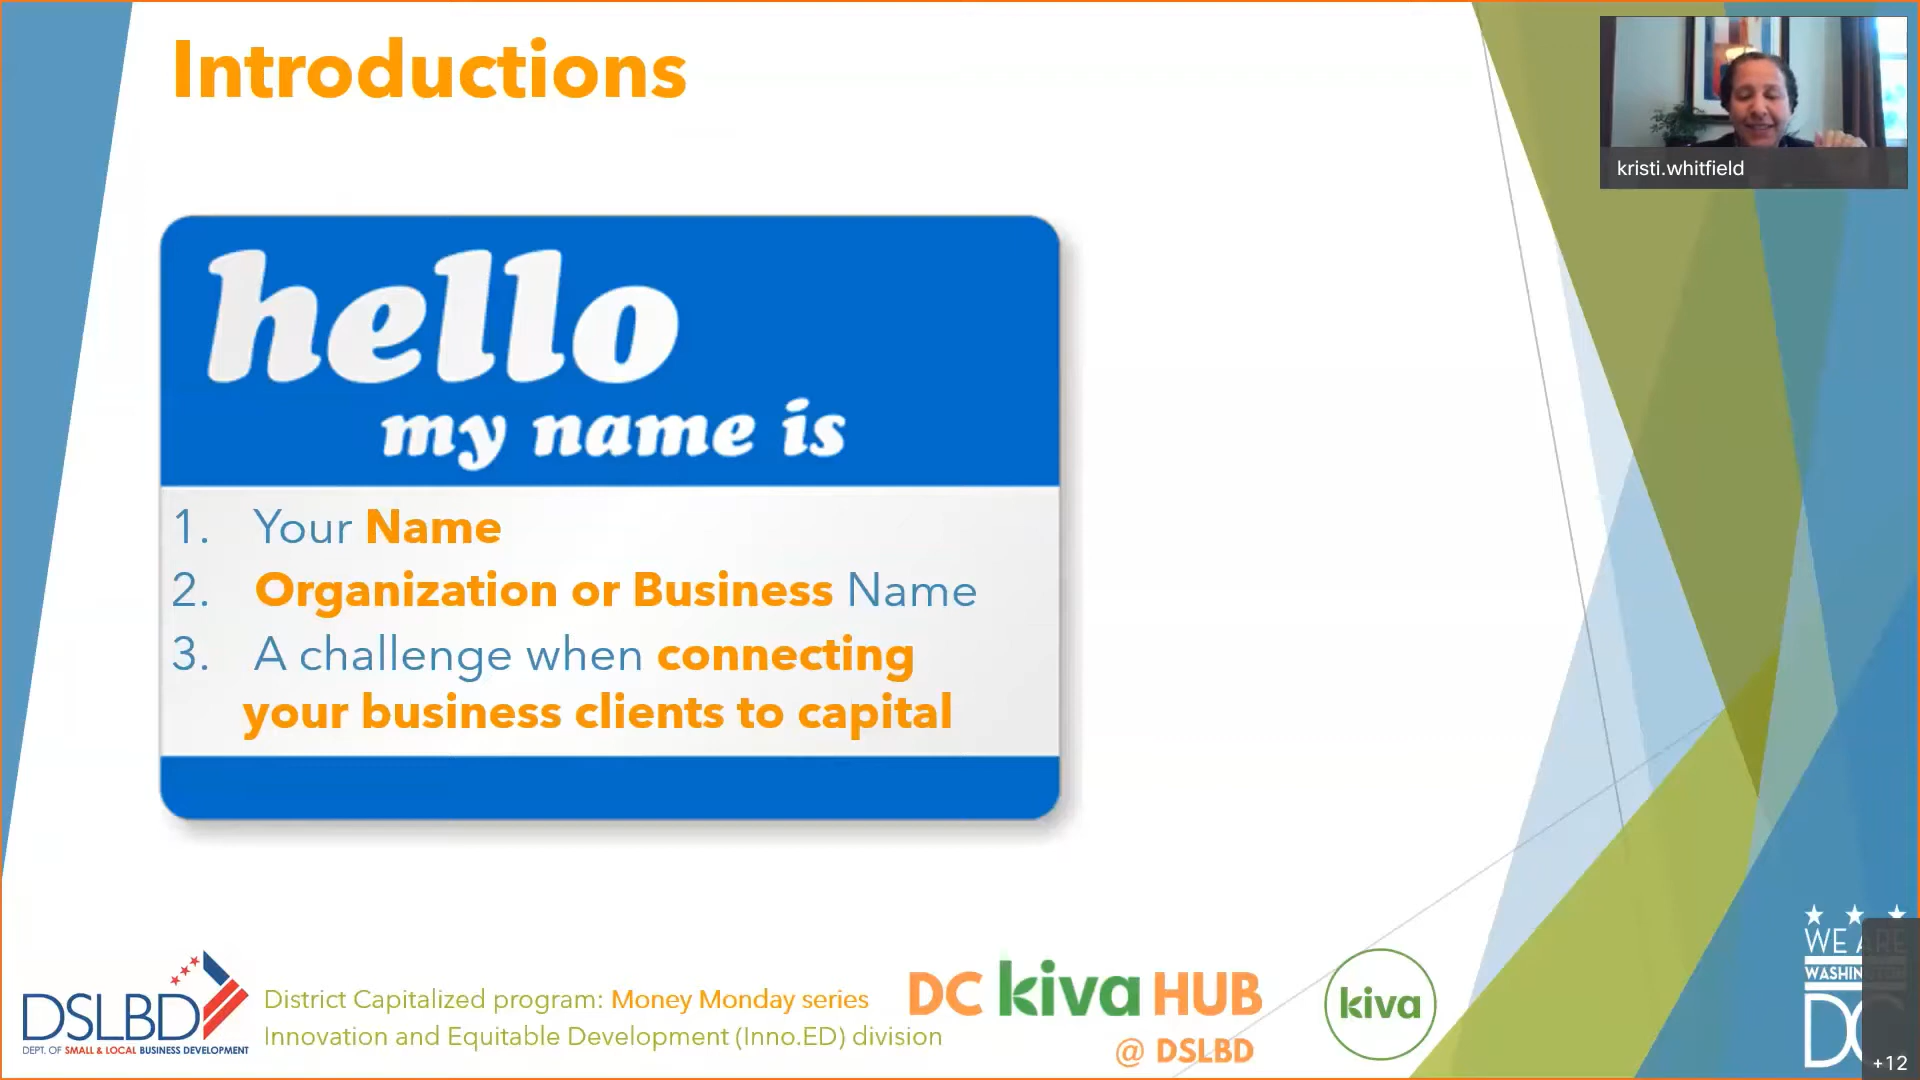 Introductions
kristi.whitfield
hello
my name is
1. Your Name
2. Organization or Business Name
3. A challenge when connecting
your business clients to capital
DSLBD
DEPT. OF SMALL & LOCAL BUSINESS DEVELOPMENT
District Capitalized program: Money Monday series
Innovation and Equitable Development (Inno.ED) division
DC kiva HUB
@ DSLBD
kiva
WE ARE
WASHINGTON
DC
+12